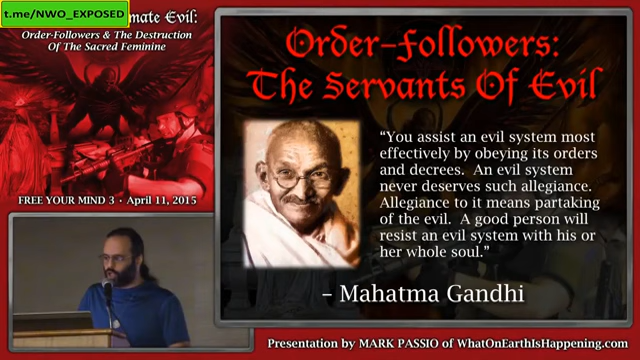 t.me/NWO_EXPOSED
mate Evil:
Order-Followers & The Destruction
Of The Sacred Feminine
FREE YOUR MIND 3 · April 11, 2015
Order-Followers:
The Servants Of Evil
“You assist an evil system most
effectively by obeying its orders
and decrees. An evil system
never deserves such allegiance.
Allegiance to it means partaking
of the evil. A good person will
resist an evil system with his or
her whole soul.”
– Mahatma Gandhi
Presentation by MARK PASSIO of WhatOnEarthIsHappening.com